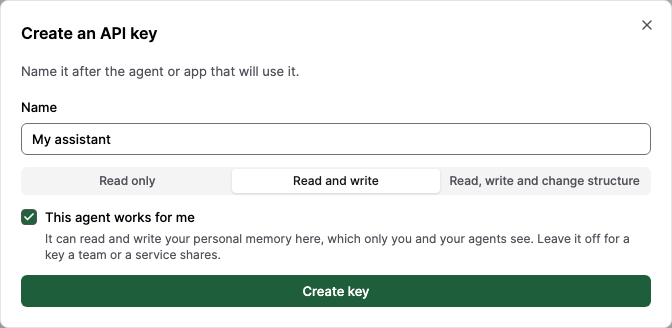 Create an API key
Name it after the agent or app that will use it.
Name
My assistant
Read only
Read and write
Read, write and change structure
This agent works for me
It can read and write your personal memory here, which only you and your agents see. Leave it off for a
key a team or a service shares.
Create key